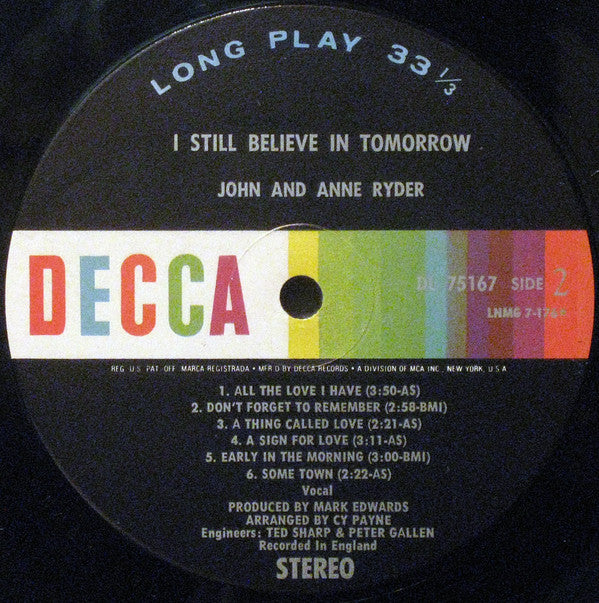 LONG PLAY 33 1/3
I STILL BELIEVE IN TOMORROW
JOHN AND ANNE RYDER
DECCA
DL 75167 SIDE 2
LNMG
REG. U.S. PAT. OFF. MARCA REGISTRADA • MFR'D BY DECCA RECORDS • A DIVISION OF MCA INC. NEW YORK, U.S.A
1. ALL THE LOVE I HAVE (3:50-AS)
2. DON'T FORGET TO REMEMBER (2:58-BMI)
3. A THING CALLED LOVE (2:21-AS)
4. A SIGN FOR LOVE (3:11-AS)
5. EARLY IN THE MORNING (3:00-BMI)
6. SOME TOWN (2:22-AS)
Vocal
PRODUCED BY MARK EDWARDS
ARRANGED BY CY PAYNE
Engineers: TED SHARP & PETER GALLEN
Recorded In England
STEREO